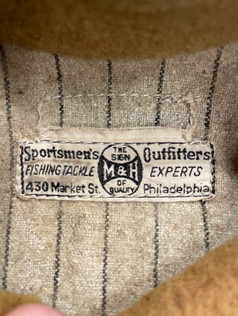 Sportsmen's THE SIGN Outfitters
FISHING TACKLE M&H EXPERTS
430 Market St. OF QUALITY Philadelphia